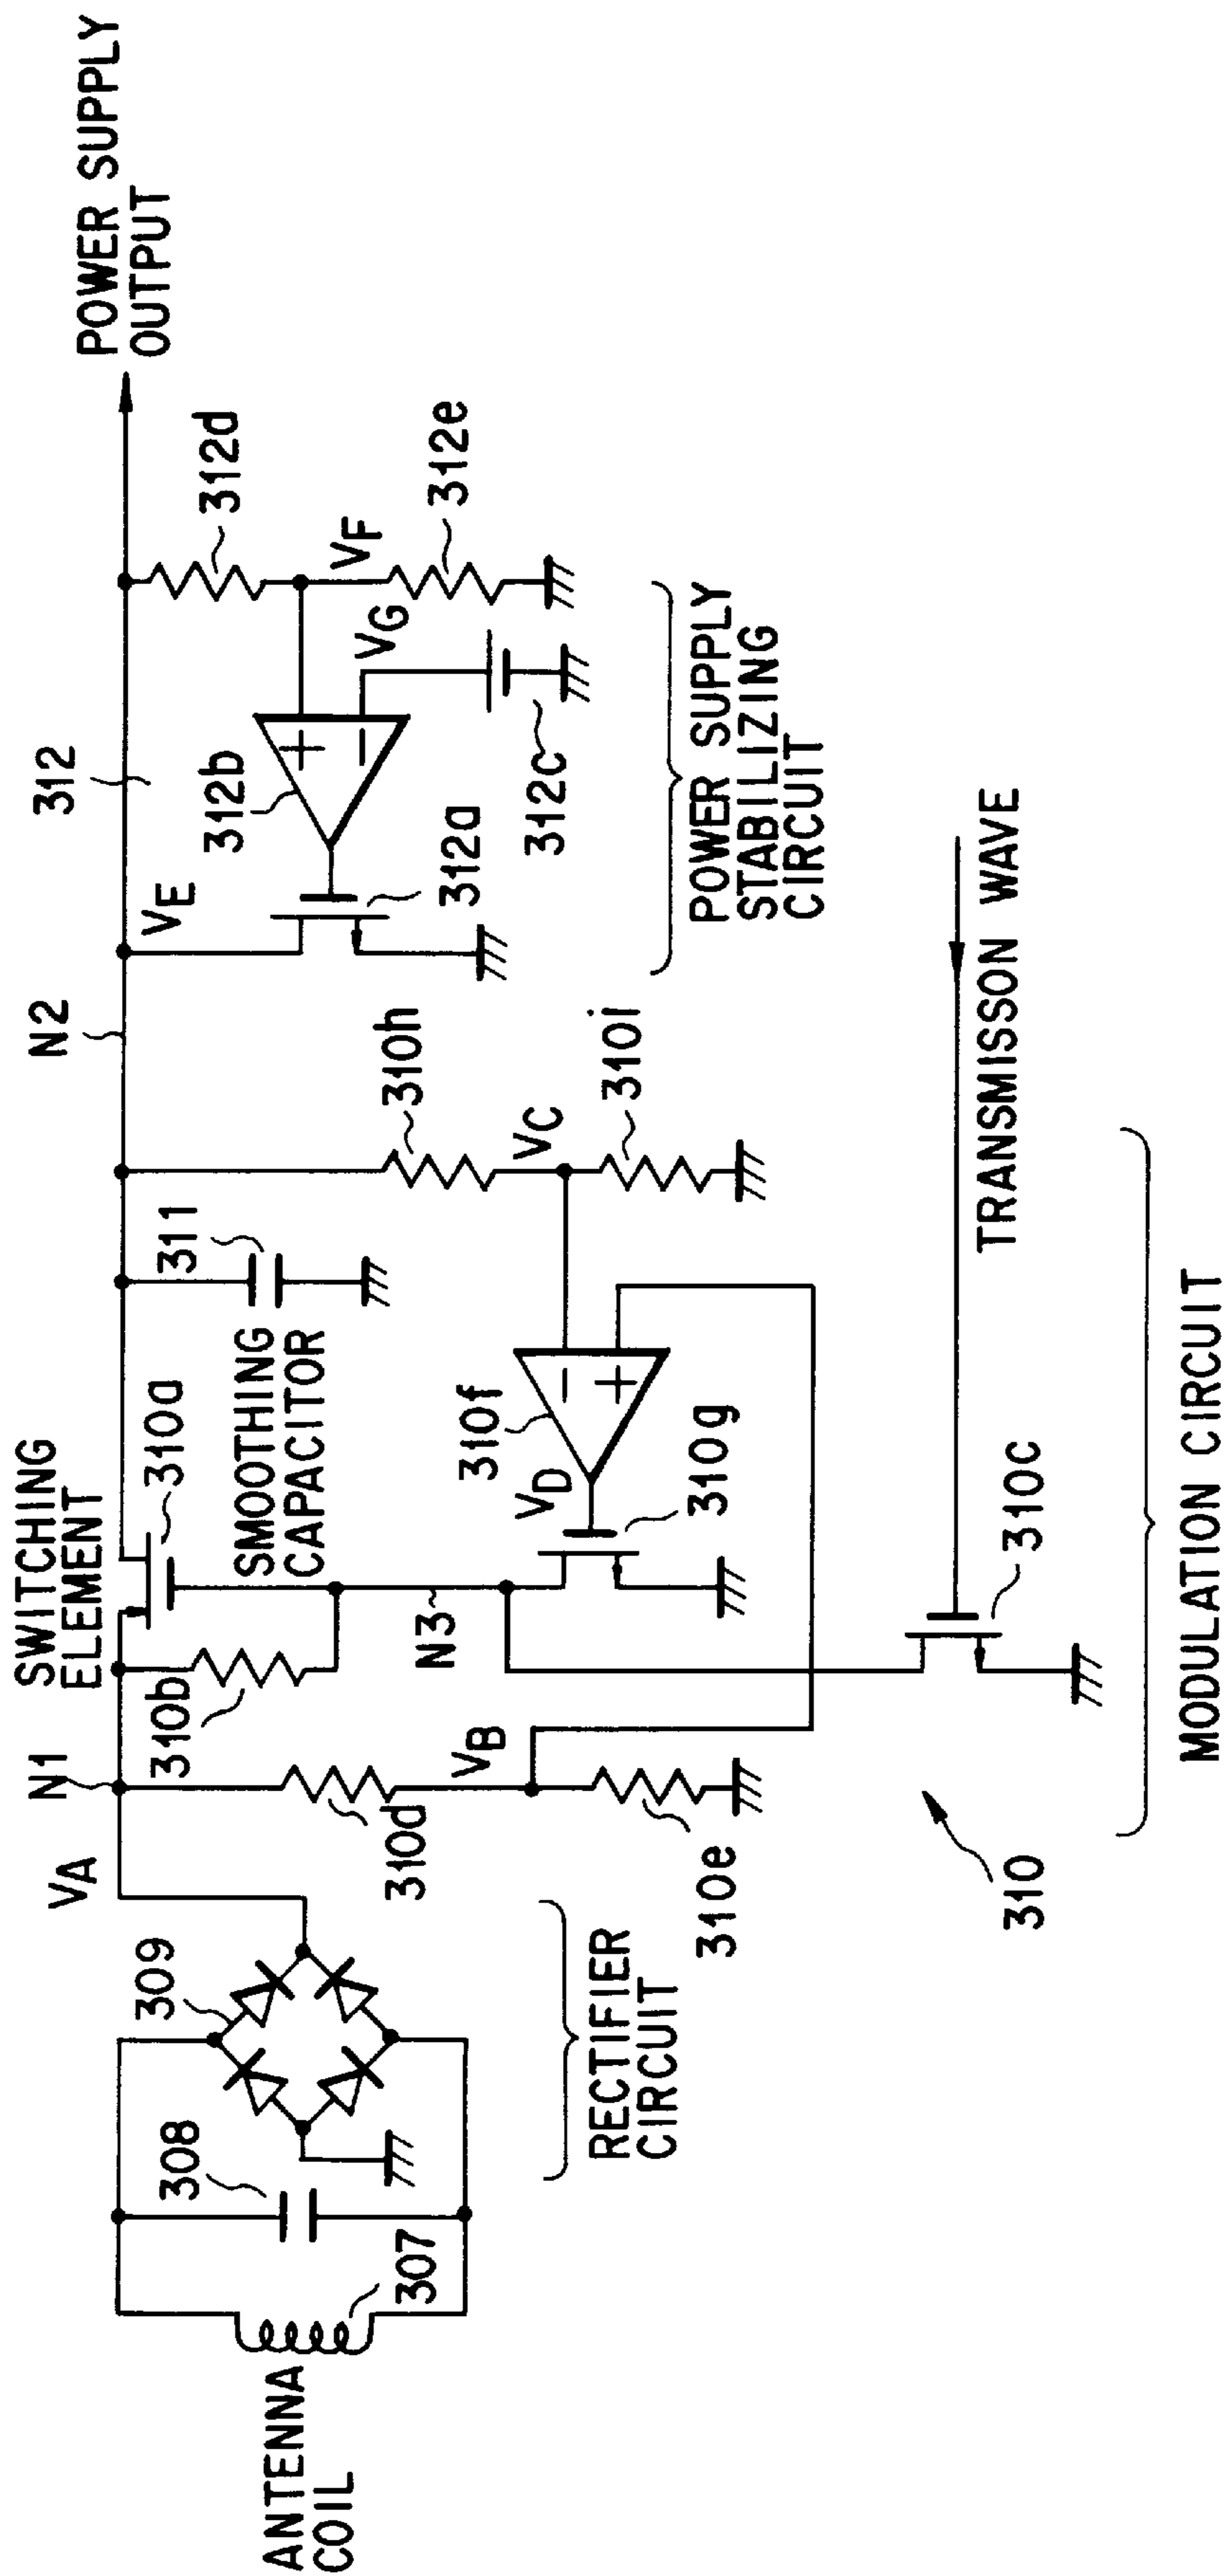 POWER SUPPLY
OUTPUT
SWITCHING
ELEMENT
N1
N2
312
VA
VE
309
310b
310a
311
312d
308
SMOOTHING
CAPACITOR
310h
312b
VF
312e
307
ANTENNA
COIL
310d
VB
N3
310f
VD
VC
312a
VG
312c
RECTIFIER
CIRCUIT
310e
310g
310i
POWER SUPPLY
STABILIZING
CIRCUIT
310
310c
TRANSMISSON WAVE
MODULATION CIRCUIT